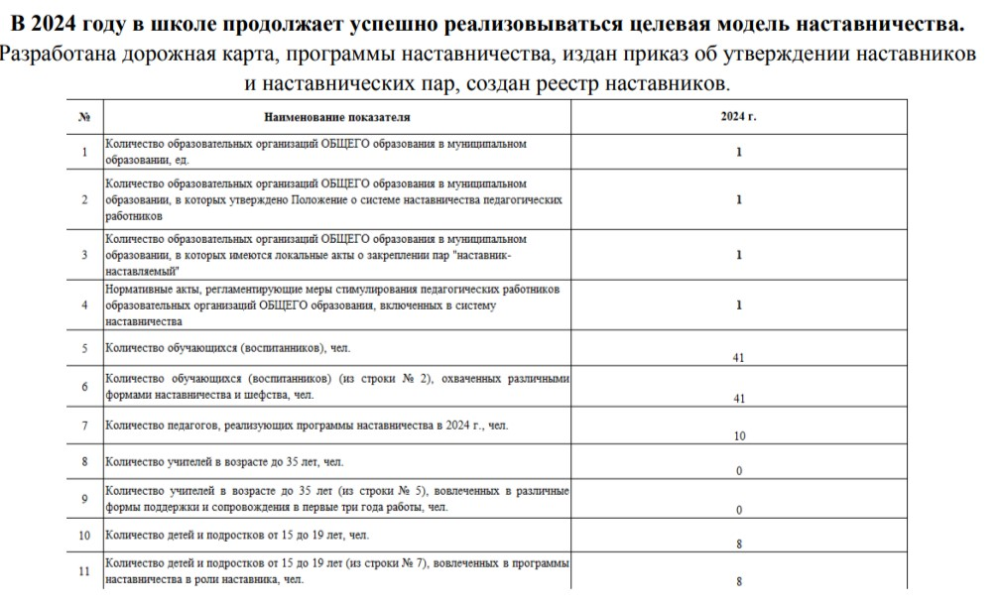 В 2024 году в школе продолжает успешно реализовываться целевая модель наставничества.
Разработана дорожная карта, программы наставничества, издан приказ об утверждении наставников
и наставнических пар, создан реестр наставников.
№ Наименование показателя 2024 г.
1 Количество образовательных организаций ОБЩЕГО образования в муниципальном
образовании, ед. 1
2 Количество образовательных организаций ОБЩЕГО образования в муниципальном
образовании, в которых утверждено Положение о системе наставничества педагогических
работников 1
3 Количество образовательных организаций ОБЩЕГО образования в муниципальном
образовании, в которых имеются локальные акты о закреплении пар "наставник-
наставляемый" 1
4 Нормативные акты, регламентирующие меры стимулирования педагогических работников
образовательных организаций ОБЩЕГО образования, включенных в систему
наставничества 1
5 Количество обучающихся (воспитанников), чел. 41
6 Количество обучающихся (воспитанников) (из строки № 2), охваченных различными
формами наставничества и шефства, чел. 41
7 Количество педагогов, реализующих программы наставничества в 2024 г., чел. 10
8 Количество учителей в возрасте до 35 лет, чел. 0
9 Количество учителей в возрасте до 35 лет (из строки № 5), вовлеченных в различные
формы поддержки и сопровождения в первые три года работы, чел. 0
10 Количество детей и подростков от 15 до 19 лет, чел. 8
11 Количество детей и подростков от 15 до 19 лет (из строки № 7), вовлеченных в программы
наставничества в роли наставника, чел. 8